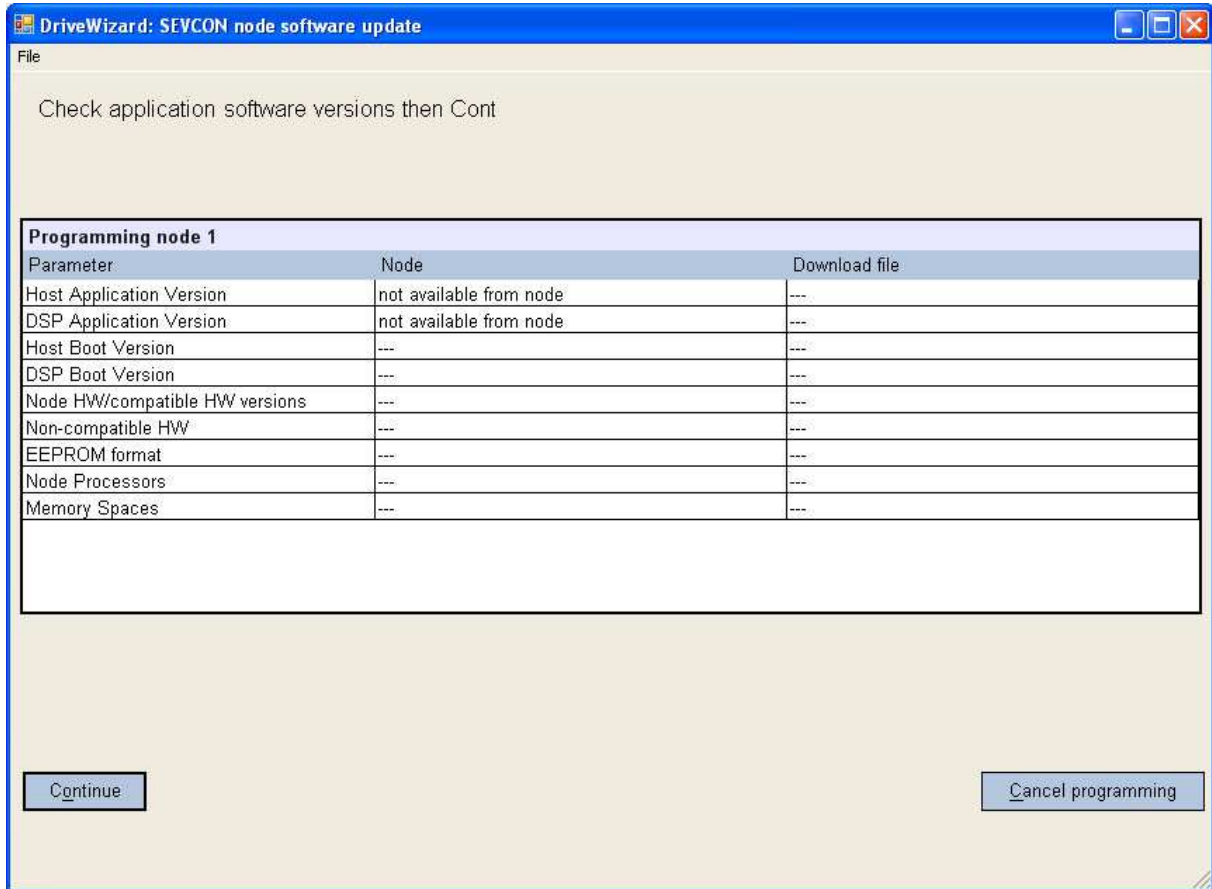 DriveWizard: SEVCON node software update
File
Check application software versions then Cont
Programming node 1
Parameter Node Download file
Host Application Version not available from node ---
DSP Application Version not available from node ---
Host Boot Version --- ---
DSP Boot Version --- ---
Node HW/compatible HW versions --- ---
Non-compatible HW --- ---
EEPROM format --- ---
Node Processors --- ---
Memory Spaces --- ---
Continue Cancel programming